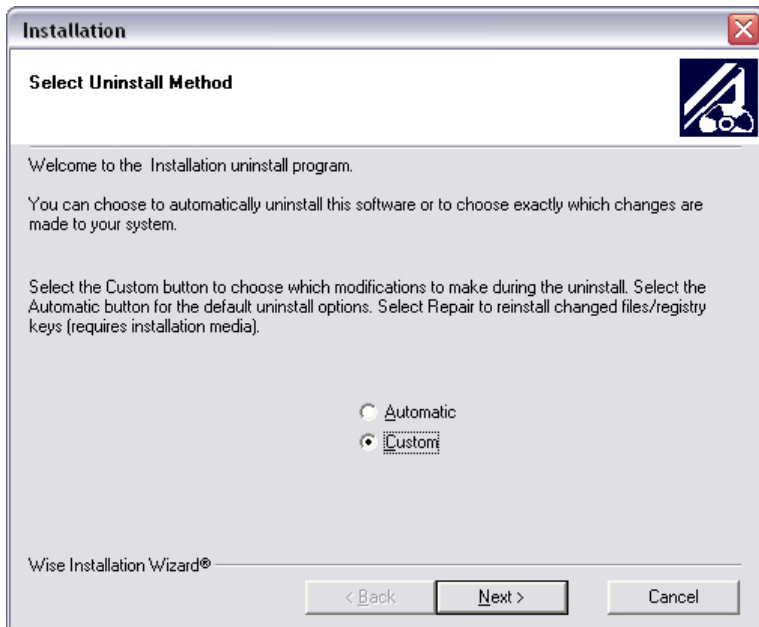 Installation
Select Uninstall Method
Welcome to the  Installation uninstall program.
You can choose to automatically uninstall this software or to choose exactly which changes are
made to your system.
Select the Custom button to choose which modifications to make during the uninstall. Select the
Automatic button for the default uninstall options. Select Repair to reinstall changed files/registry
keys (requires installation media).
Automatic
Custom
Wise Installation Wizard®
< Back
Next >
Cancel